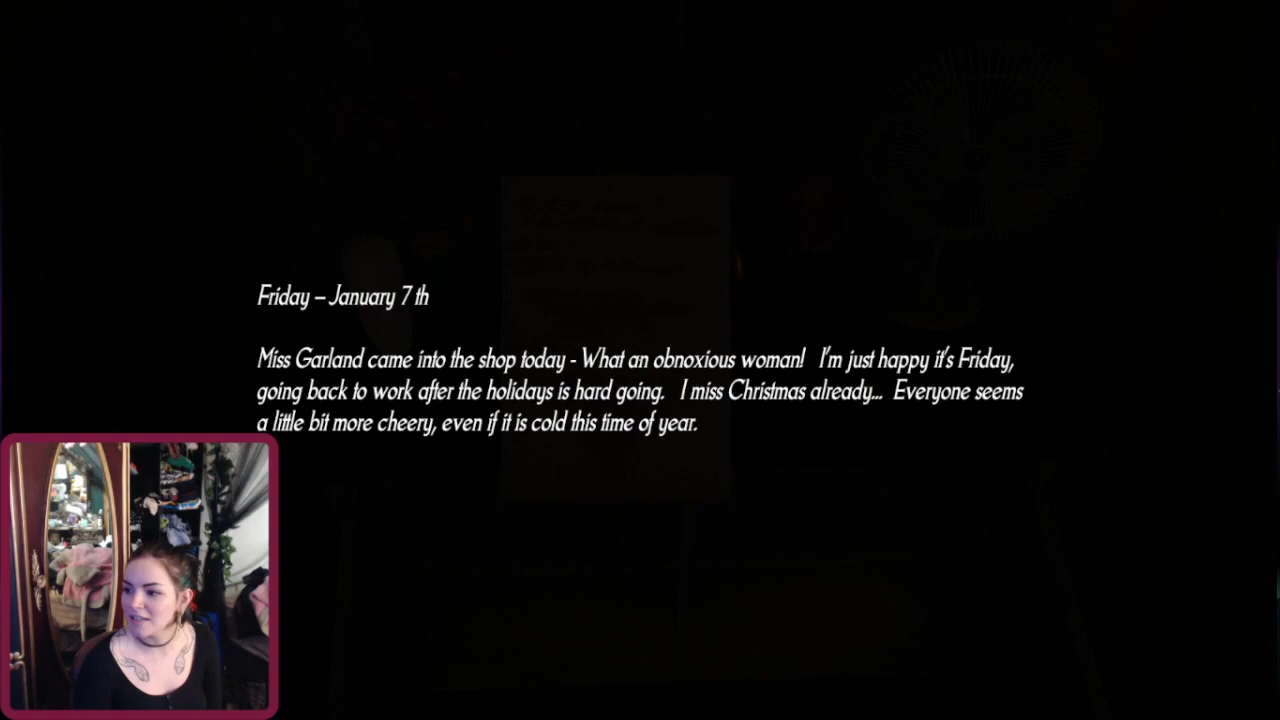 Friday – January 7 th
Miss Garland came into the shop today - What an obnoxious woman! I'm just happy it's Friday,
going back to work after the holidays is hard going. I miss Christmas already... Everyone seems
a little bit more cheery, even if it is cold this time of year.